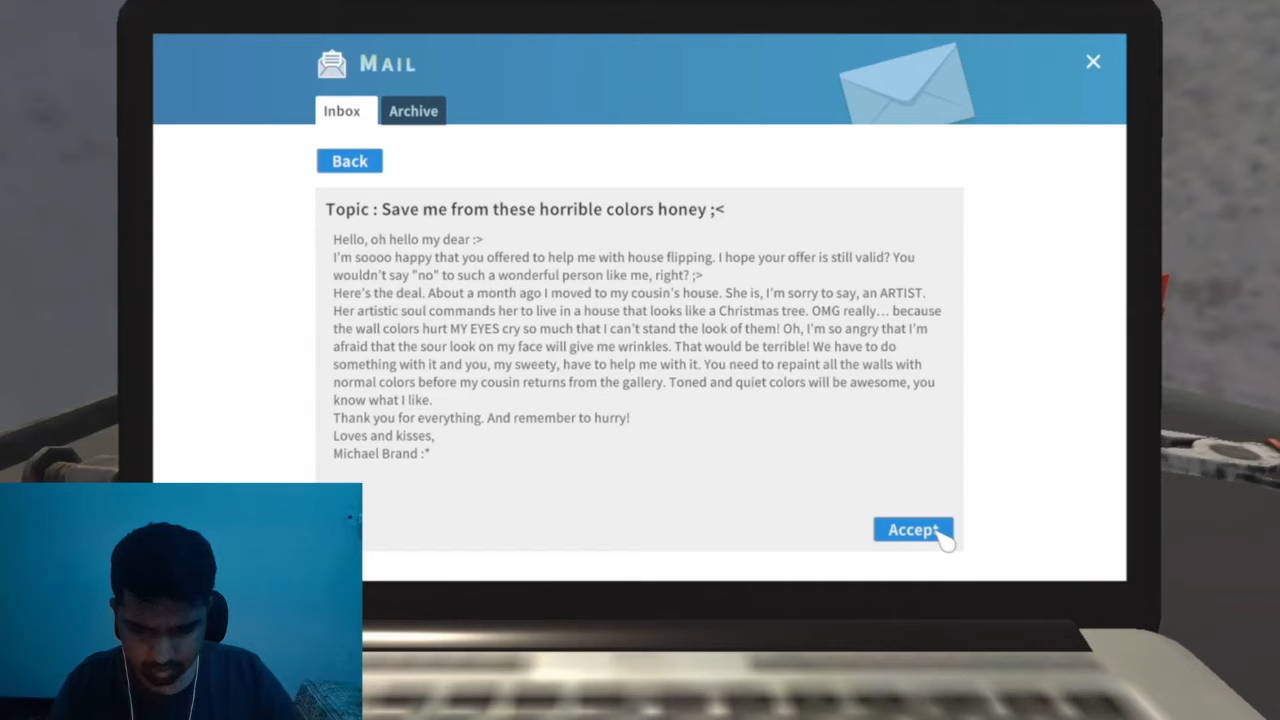 MAIL
Inbox Archive
Back
Topic : Save me from these horrible colors honey ;<
Hello, oh hello my dear :>
I'm soooo happy that you offered to help me with house flipping. I hope your offer is still valid? You
wouldn't say "no" to such a wonderful person like me, right? ;>
Here's the deal. About a month ago I moved to my cousin's house. She is, I'm sorry to say, an ARTIST.
Her artistic soul commands her to live in a house that looks like a Christmas tree. OMG really... because
the wall colors hurt MY EYES cry so much that I can't stand the look of them! Oh, I'm so angry that I'm
afraid that the sour look on my face will give me wrinkles. That would be terrible! We have to do
something with it and you, my sweety, have to help me with it. You need to repaint all the walls with
normal colors before my cousin returns from the gallery. Toned and quiet colors will be awesome, you
know what I like.
Thank you for everything. And remember to hurry!
Loves and kisses,
Michael Brand :*
Accept